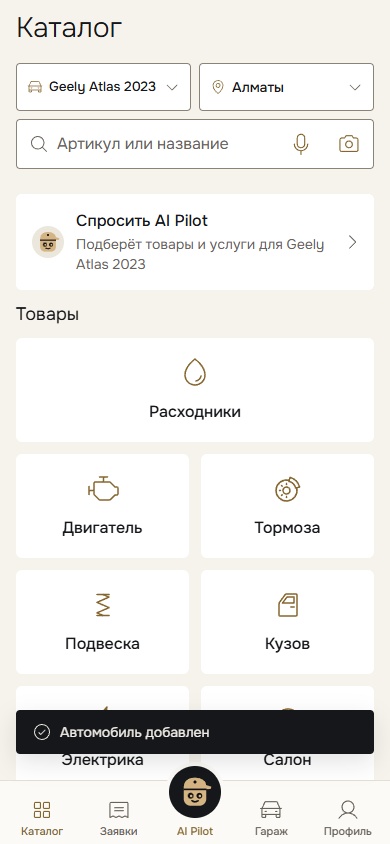 Каталог
Geely Atlas 2023
Алматы
Артикул или название
Спросить AI Pilot
Подберёт товары и услуги для Geely
Atlas 2023
Товары
Расходники
Двигатель
Тормоза
Подвеска
Кузов
Автомобиль добавлен
Электрика
Салон
Каталог
Заявки
AI Pilot
Гараж
Профиль